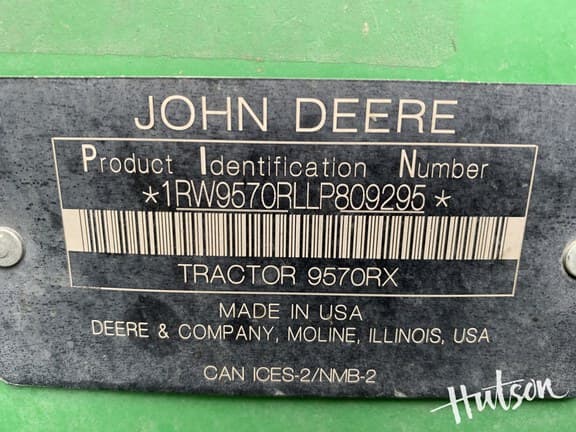 JOHN DEERE
Product Identification Number
*1RW9570RLLP809295*
TRACTOR 9570RX
MADE IN USA
DEERE & COMPANY, MOLINE, ILLINOIS, USA
CAN ICES-2/NMB-2
Hutson